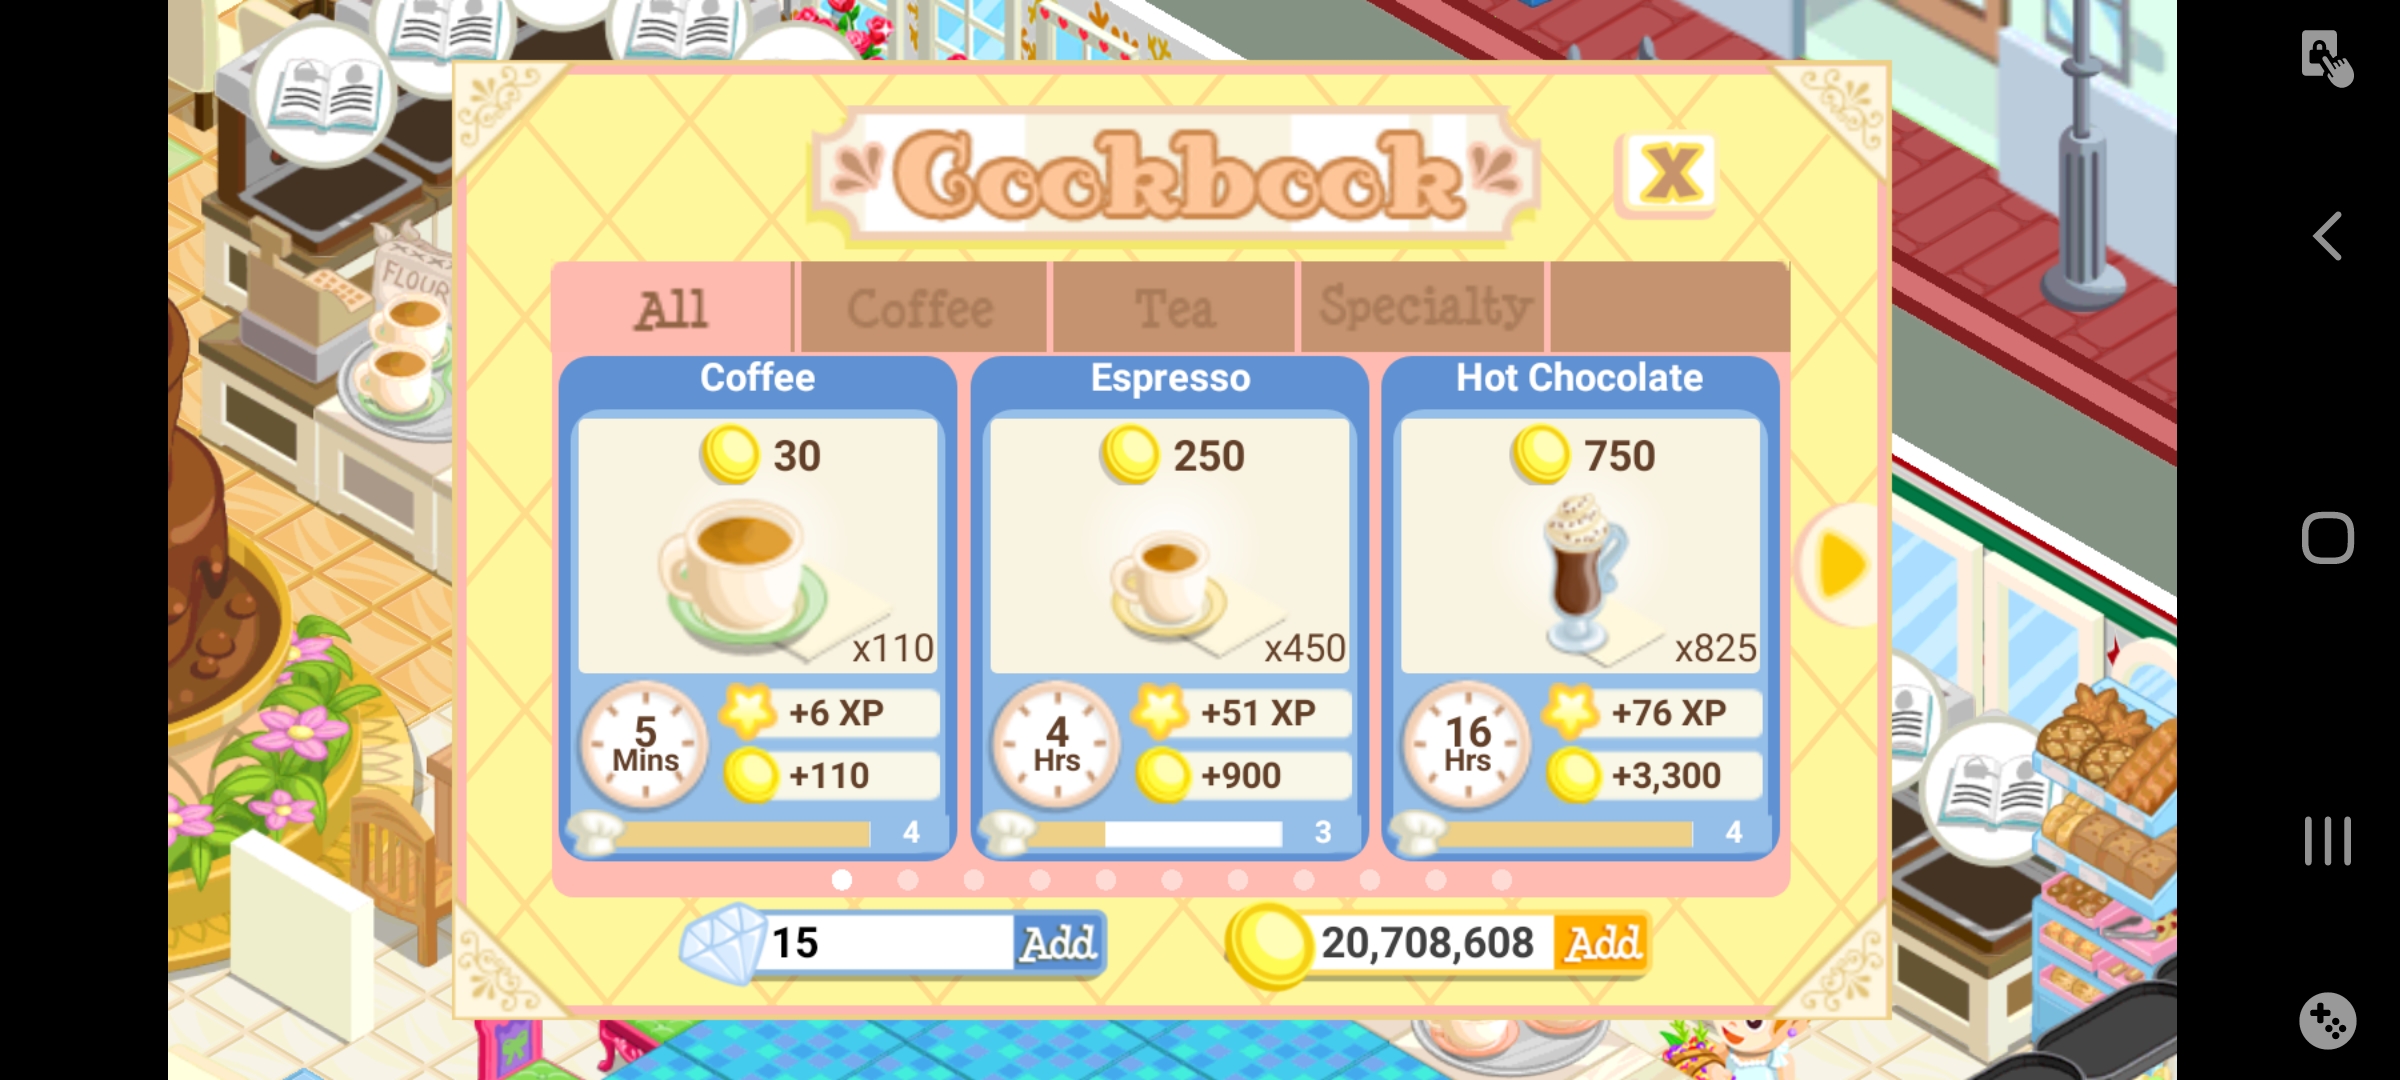 Cookbook
X
All
Coffee
Tea
Specialty
FLOUR
Coffee
30
x110
5
Mins
+6 XP
+110
4
Espresso
250
x450
4
Hrs
+51 XP
+900
3
Hot Chocolate
750
x825
16
Hrs
+76 XP
+3,300
4
15
Add
20,708,608
Add